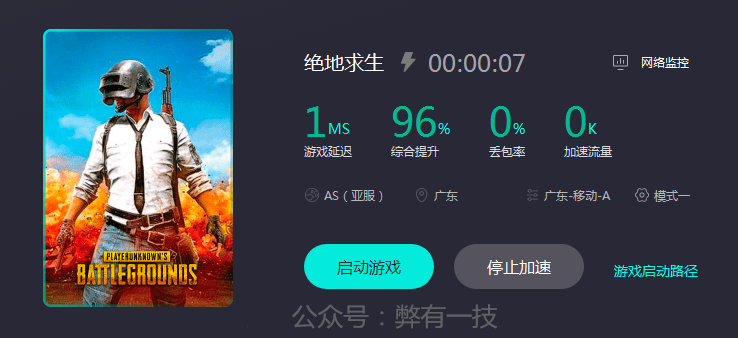 绝地求生 00:00:07 网络监控
1MS 96% 0% 0K
游戏延迟 综合提升 丢包率 加速流量
AS（亚服） 广东 广东-移动-A 模式一
PLAYERUNKNOWN'S
BATTLEGROUNDS
启动游戏 停止加速 游戏启动路径
公众号：弊有一技